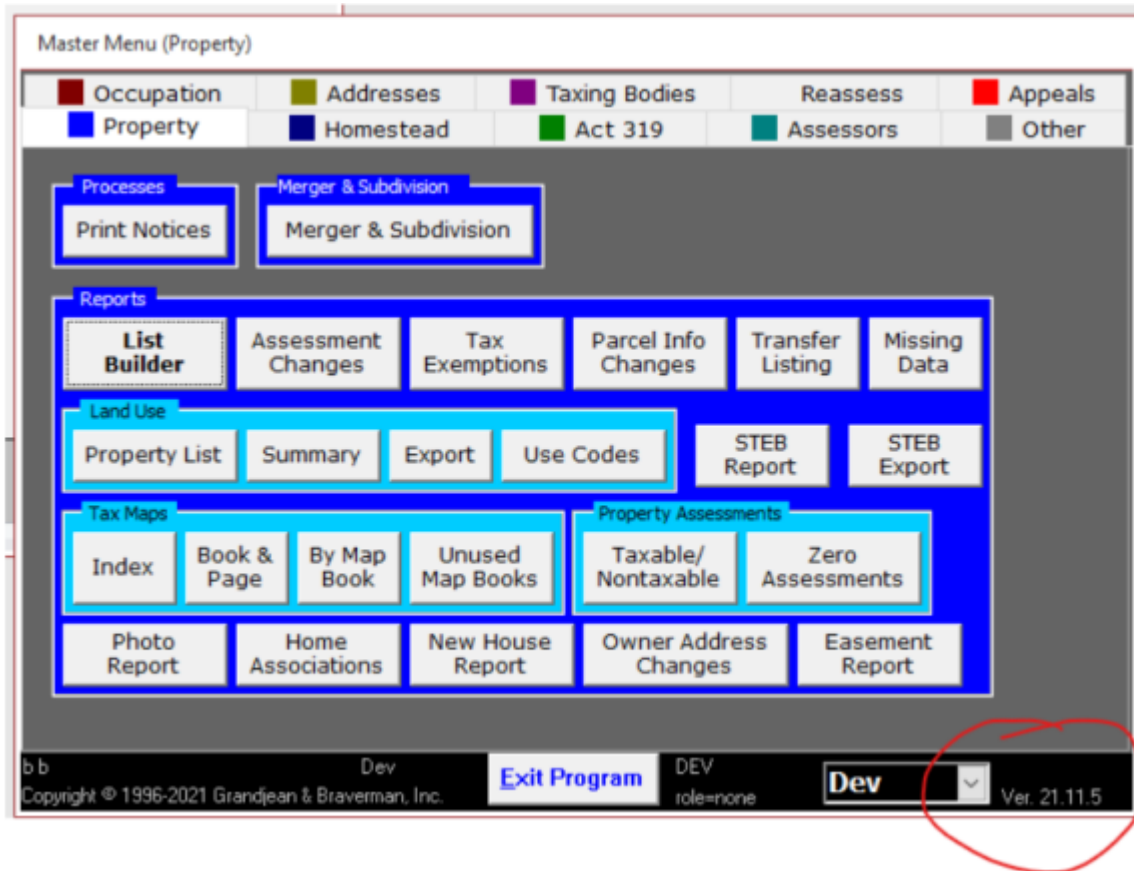 Master Menu (Property)
Occupation Addresses Taxing Bodies Reassess Appeals
Property Homestead Act 319 Assessors Other
Processes Merger & Subdivision
Print Notices Merger & Subdivision
Reports
List Builder Assessment Changes Tax Exemptions Parcel Info Changes Transfer Listing Missing Data
Land Use
Property List Summary Export Use Codes STEB Report STEB Export
Tax Maps Property Assessments
Index Book & Page By Map Book Unused Map Books Taxable/ Nontaxable Zero Assessments
Photo Report Home Associations New House Report Owner Address Changes Easement Report
b b Dev Exit Program DEV Dev
Copyright © 1996-2021 Grandjean & Braverman, Inc. role=none Ver. 21.11.5